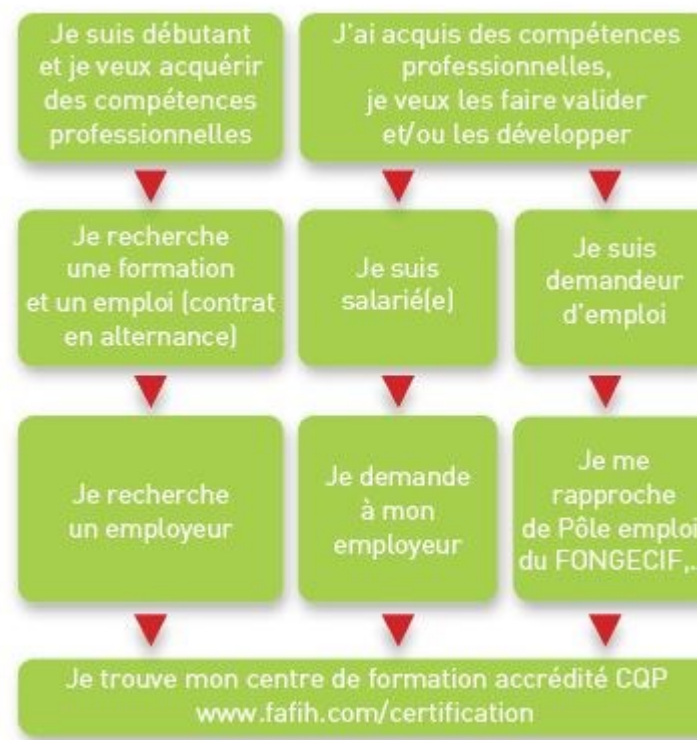 Je suis débutant
et je veux acquérir
des compétences
professionnelles
J'ai acquis des compétences
professionnelles,
je veux les faire valider
et/ou les développer
Je recherche
une formation
et un emploi (contrat
en alternance)
Je suis
salarié(e)
Je suis
demandeur
d'emploi
Je recherche
un employeur
Je demande
à mon
employeur
Je me
rapproche
de Pôle emploi
du FONGECIF,..
Je trouve mon centre de formation accrédité CQP
www.fafih.com/certification